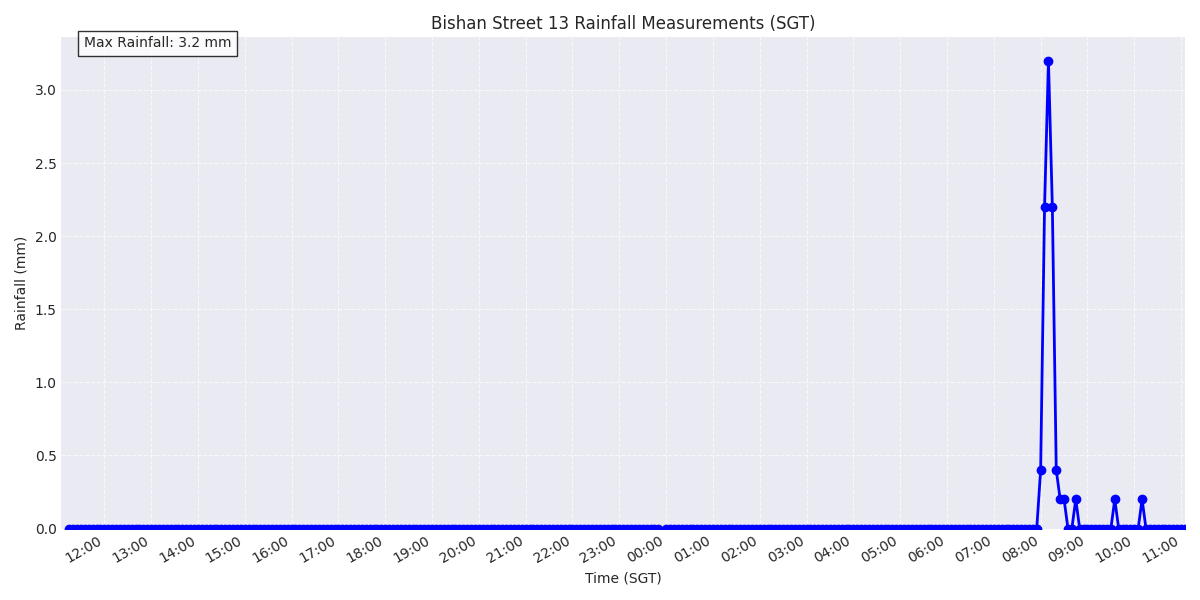 Bishan Street 13 Rainfall Measurements (SGT)
Max Rainfall: 3.2 mm
3.0
2.5
2.0
1.5
1.0
0.5
0.0
Rainfall (mm)
12:00 13:00 14:00 15:00 16:00 17:00 18:00 19:00 20:00 21:00 22:00 23:00 00:00 01:00 02:00 03:00 04:00 05:00 06:00 07:00 08:00 09:00 10:00 11:00
Time (SGT)